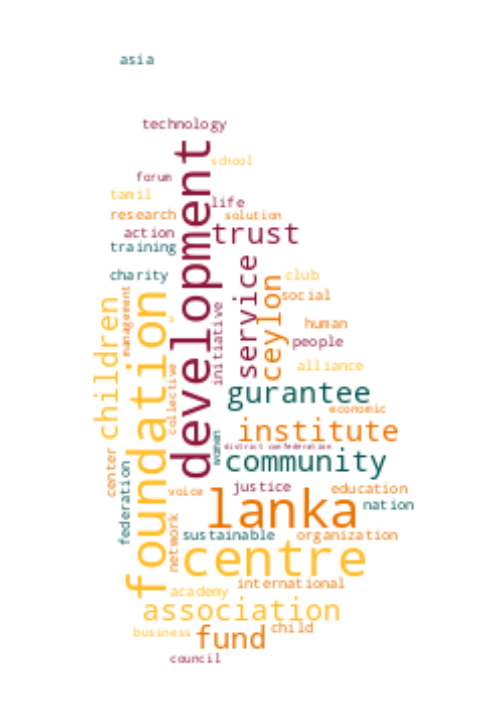 asia
technology
development
school
forum
tamil
life
research
solution
action
trust
training
service
charity
ceylon
club
children
management
foundation
social
initiative
human
people
alliance
collective
gurantee
economic
institute
women
district confederation
center
community
federation
voice
justice
education
lanka
nation
network
sustainable
organization
centre
international
academy
association
business
fund
child
council